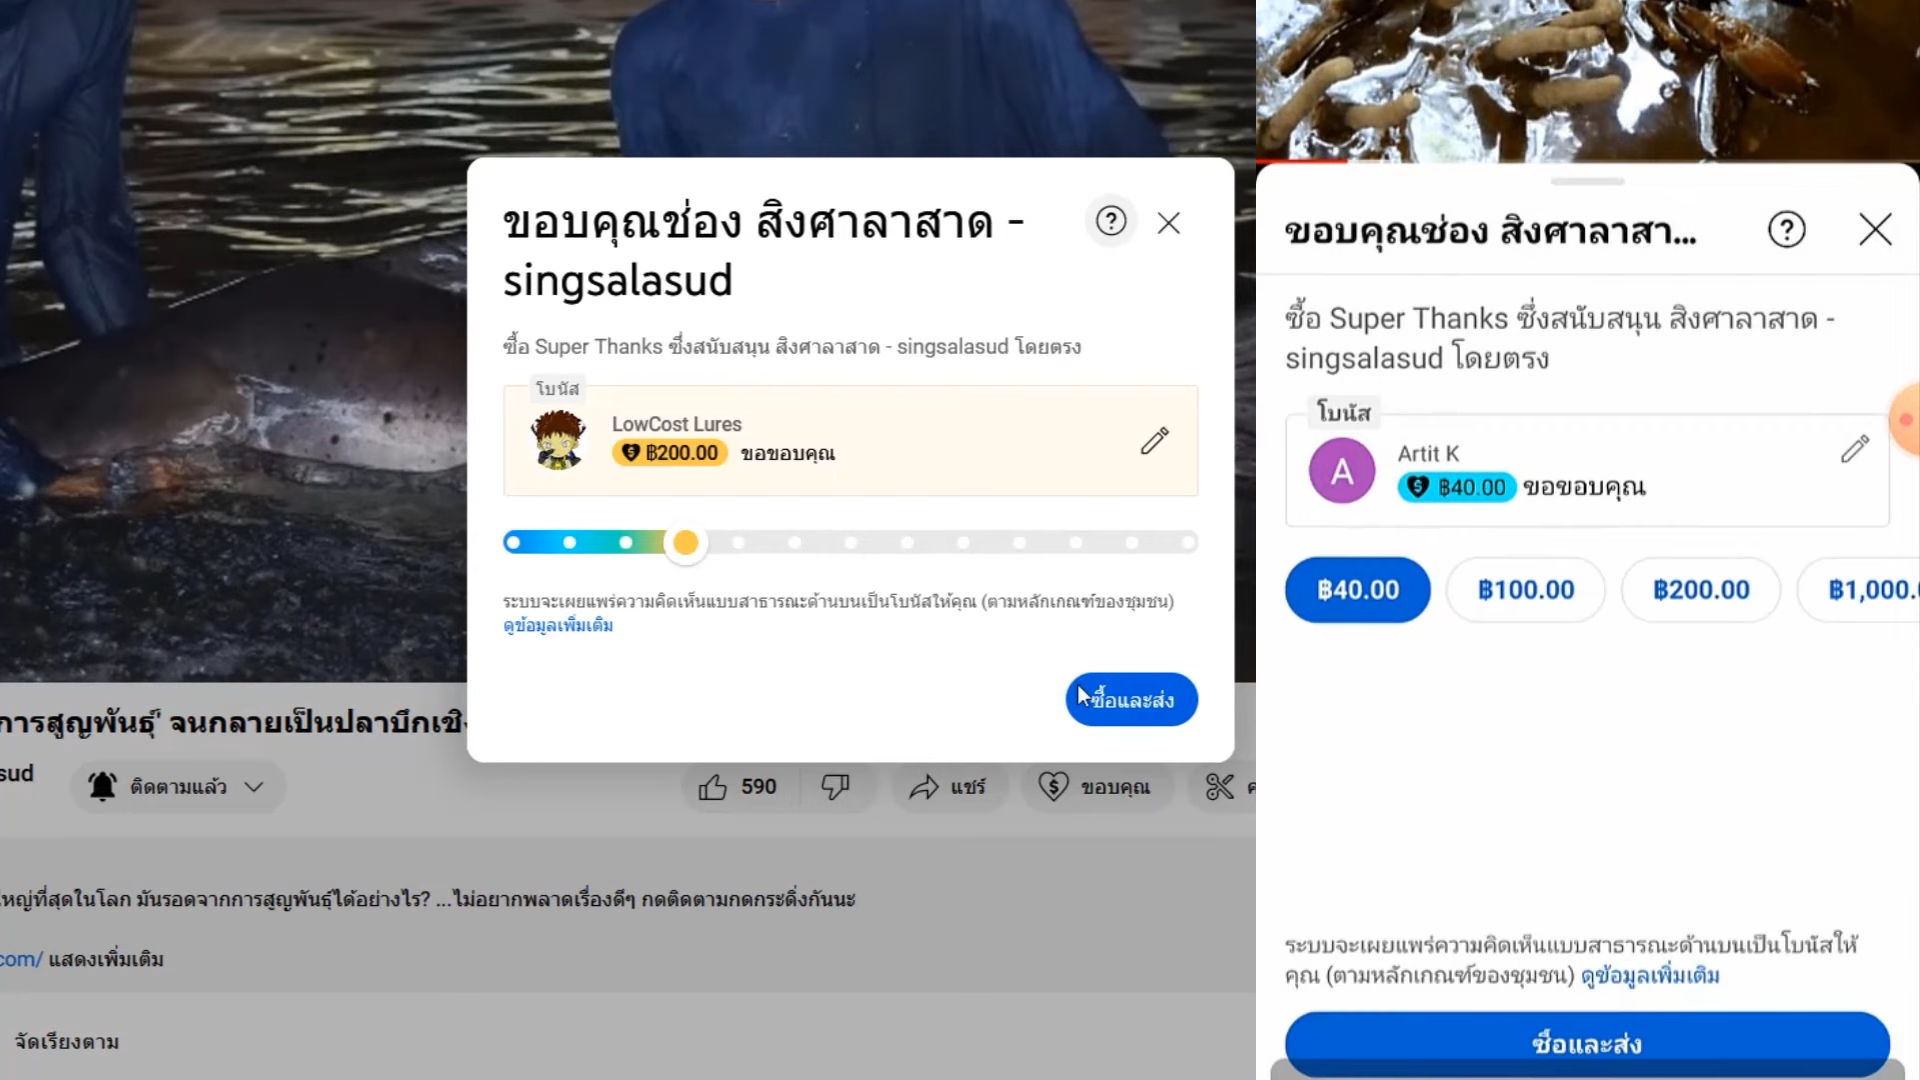 ขอบคุณช่อง สิงศาลาสาด -
singsalasud
ซื้อ Super Thanks ซึ่งสนับสนุน สิงศาลาสาด - singsalasud โดยตรง
โบนัส
LowCost Lures
฿200.00 ขอขอบคุณ
ระบบจะเผยแพร่ความคิดเห็นแบบสาธารณะด้านบนเป็นโบนัสให้คุณ (ตามหลักเกณฑ์ของชุมชน)
ดูข้อมูลเพิ่มเติม
ซื้อและส่ง
การสูญพันธุ์' จนกลายเป็นปลาบึกเชิง
sud
ติดตามแล้ว
590
แชร์
ขอบคุณ
หญ่ที่สุดในโลก มันรอดจากการสูญพันธุ์ได้อย่างไร? ...ไม่อยากพลาดเรื่องดีๆ กดติดตามกดกระดิ่งกันนะ
com/ แสดงเพิ่มเติม
จัดเรียงตาม
ขอบคุณช่อง สิงศาลาสา...
ซื้อ Super Thanks ซึ่งสนับสนุน สิงศาลาสาด -
singsalasud โดยตรง
โบนัส
A
Artit K
฿40.00 ขอขอบคุณ
฿40.00 ฿100.00 ฿200.00 ฿1,000.
ระบบจะเผยแพร่ความคิดเห็นแบบสาธารณะด้านบนเป็นโบนัสให้
คุณ (ตามหลักเกณฑ์ของชุมชน) ดูข้อมูลเพิ่มเติม
ซื้อและส่ง